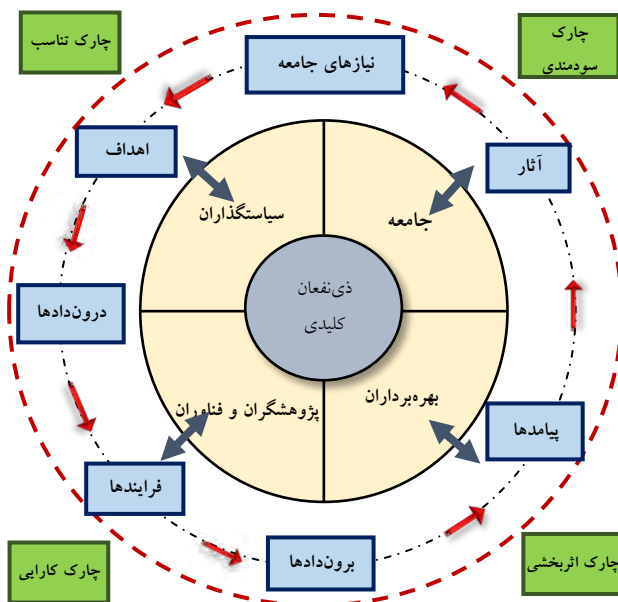 چارک
سودمندی
نیازهای جامعه
چارک تناسب
آثار
اهداف
جامعه
سیاستگذاران
ذی‌نفعان
کلیدی
درون‌دادها
بهره‌برداران
پژوهشگران و فناوران
پیامدها
فرایندها
برون‌دادها
چارک اثربخشی
چارک کارایی